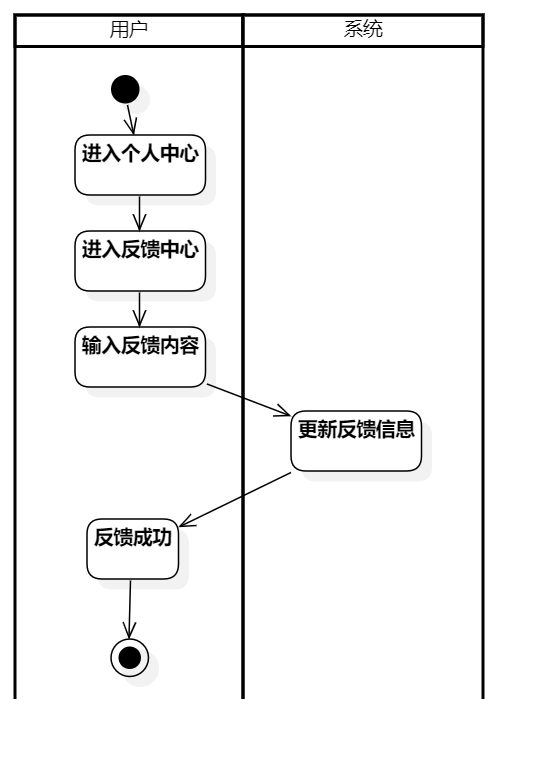 用户
系统
进入个人中心
进入反馈中心
输入反馈内容
更新反馈信息
反馈成功